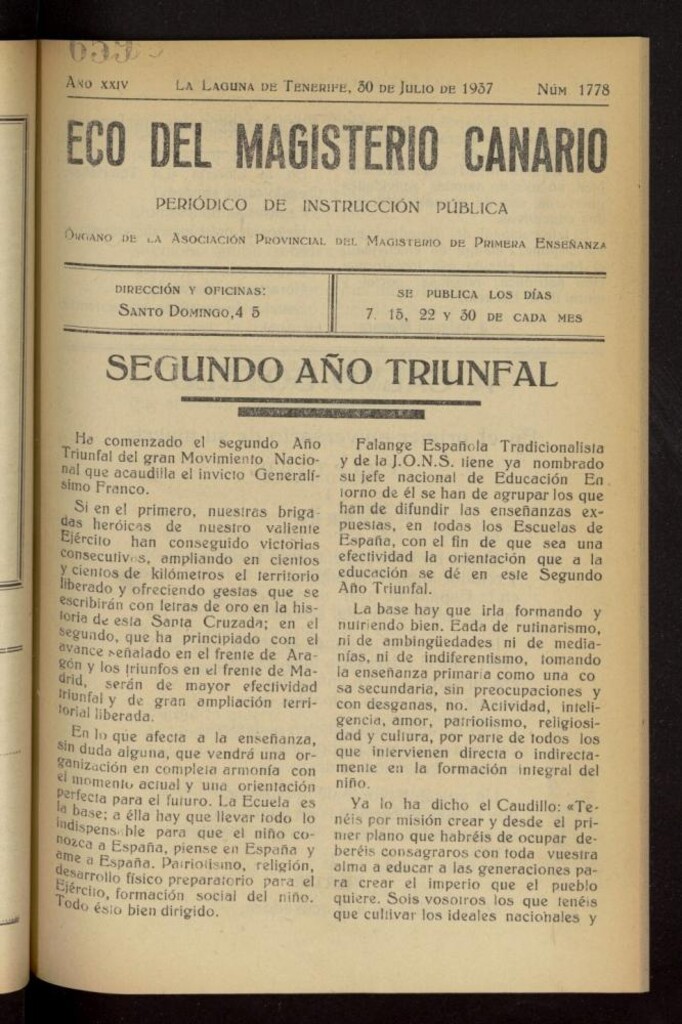 AÑO XXIV LA LAGUNA DE TENERIFE, 30 DE JULIO DE 1937 NÚM 1778
ECO DEL MAGISTERIO CANARIO
PERIÓDICO DE INSTRUCCIÓN PÚBLICA
ÓRGANO DE LA ASOCIACIÓN PROVINCIAL DEL MAGISTERIO DE PRIMERA ENSEÑANZA
DIRECCIÓN Y OFICINAS:
SANTO DOMINGO,4 5
SE PUBLICA LOS DÍAS
7. 15, 22 Y 30 DE CADA MES
SEGUNDO AÑO TRIUNFAL
Ha comenzado el segundo Año
Triunfal del gran Movimiento Nacio-
nal que acaudilla el invicto Generalí-
simo Franco.
Si en el primero, nuestras briga-
das heróicas de nuestro valiente
Ejército han conseguido victorias
consecutivas, ampliando en cientos
y cientos de kilómetros el territorio
liberado y ofreciendo gestas que se
escribirán con letras de oro en la his-
toria de esta Santa Cruzada; en el
segundo, que ha principiado con el
avance señalado en el frente de Ara-
gón y los triunfos en el frente de Ma-
drid, serán de mayor efectividad
triunfal y de gran ampliación terri-
torial liberada.
En lo que afecta a la enseñanza,
sin duda alguna, que vendrá una or-
ganización en completa armonía con
el momento actual y una orientación
perfecta para el futuro. La Ecuela es
la base; a élla hay que llevar todo lo
indispensable para que el niño co-
nozca a España, piense en España y
ame a España. Patriotismo, religión,
desarrollo físico preparatorio para el
Ejército, formación social del niño.
Todo ésto bien dirigido.
Falange Española Tradicionalista
y de la J.O.N.S. tiene ya nombrado
su jefe nacional de Educación En
torno de él se han de agrupar los que
han de difundir las enseñanzas ex-
puestas, en todas los Escuelas de
España, con el fin de que sea una
efectividad la orientación que a la
educación se dé en este Segundo
Año Triunfal.
La base hay que irla formando y
nutriendo bien. Eada de rutinarismo,
ni de ambingüedades ni de media-
nías, ni de indiferentismo, tomando
la enseñanza primaria como una co
sa secundaria, sin preocupaciones y
con desganas, no. Actividad, inteli-
gencia, amor, patriotismo, religiosi-
dad y cultura, por parte de todos los
que intervienen directa o indirecta-
mente en la formación integral del
niño.
Ya lo ha dicho el Caudillo: «Te-
néis por misión crear y desde el pri-
mer plano que habréis de ocupar de-
beréis consagraros con toda vuestra
alma a educar a las generaciones pa-
ra crear el imperio que el pueblo
quiere. Sois vosotros los que tenéis
que cultivar los ideales nacionales y